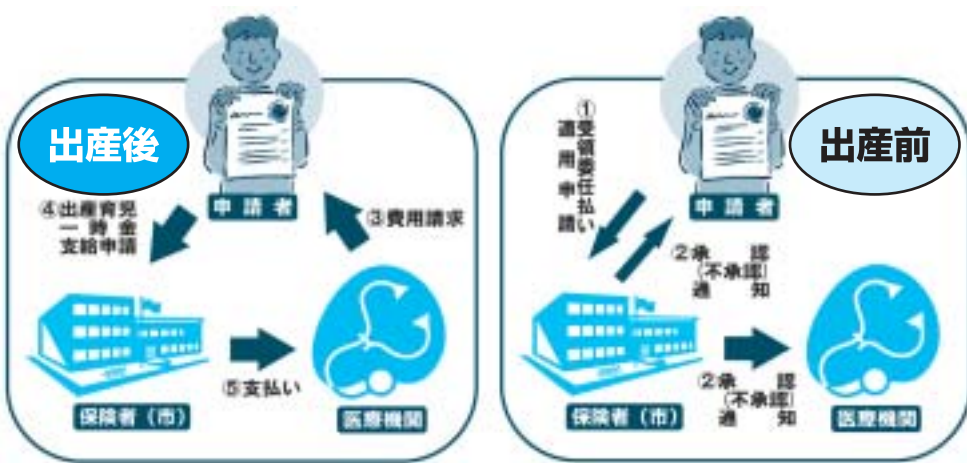 出産前
①受領委任払い
適用申請
申請者
②承認
(不承認)
通知
保険者（市）
②承認
(不承認)
通知
医療機関
出産後
申請者
③費用請求
④出産育児
一時金
支給申請
保険者（市）
⑤支払い
医療機関